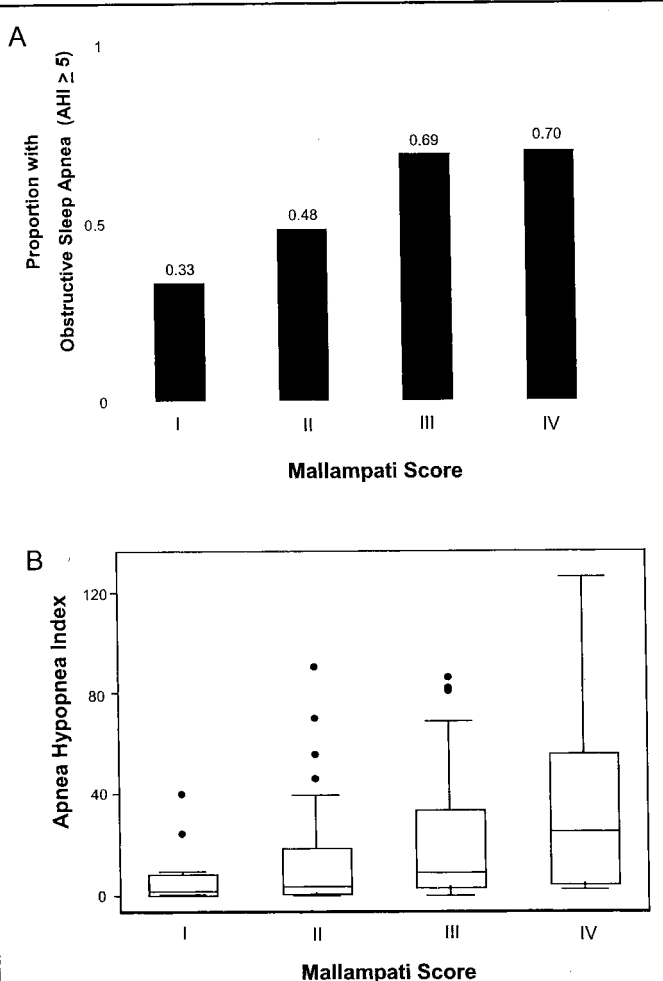 A
Proportion with
Obstructive Sleep Apnea (AHI ≥ 5)
1
0.5
0
0.33
0.48
0.69
0.70
I
II
III
IV
Mallampati Score
B
Apnea Hypopnea Index
120
80
40
0
I
II
III
IV
Mallampati Score